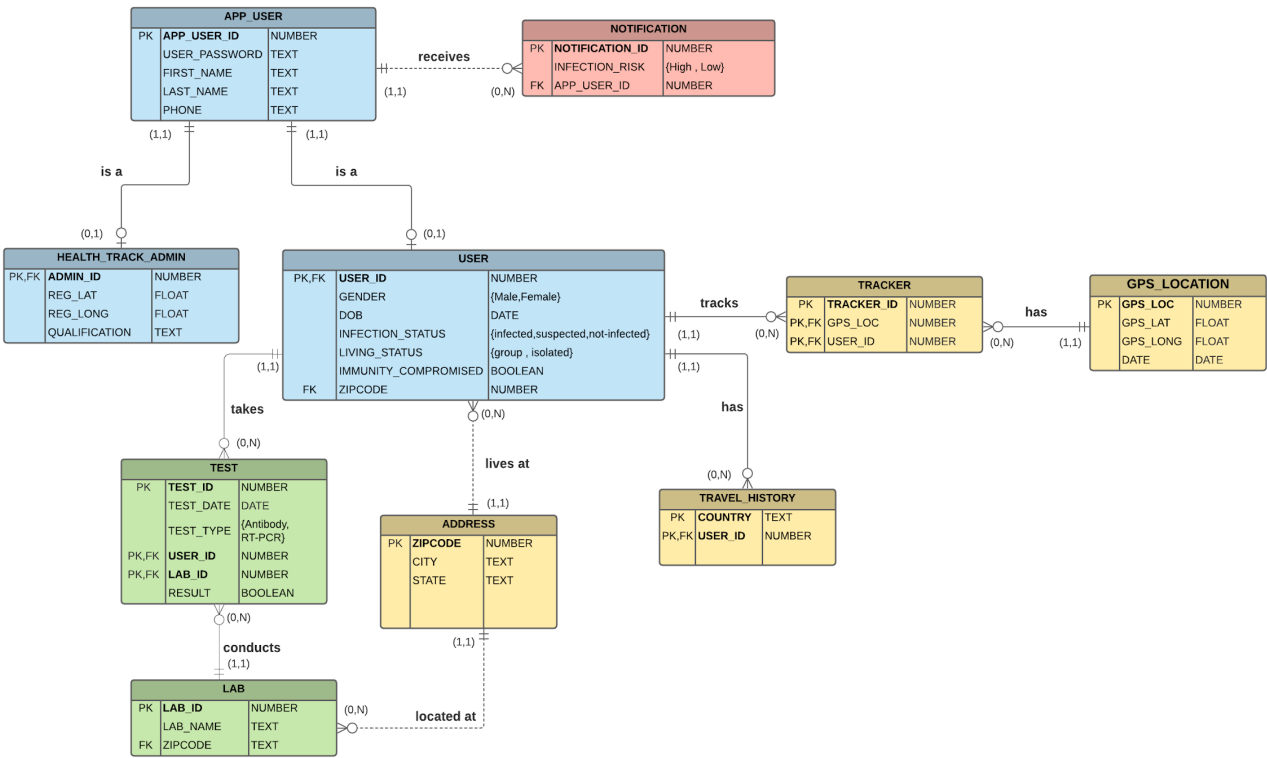 APP_USER
PK APP_USER_ID NUMBER
USER_PASSWORD TEXT
FIRST_NAME TEXT
LAST_NAME TEXT
PHONE TEXT
NOTIFICATION
PK NOTIFICATION_ID NUMBER
INFECTION_RISK {High , Low}
FK APP_USER_ID NUMBER
receives
(1,1) (0,N)
(1,1) (1,1)
is a is a
(0,1) (0,1)
HEALTH_TRACK_ADMIN
PK,FK ADMIN_ID NUMBER
REG_LAT FLOAT
REG_LONG FLOAT
QUALIFICATION TEXT
USER
PK,FK USER_ID NUMBER
GENDER {Male,Female}
DOB DATE
INFECTION_STATUS {infected,suspected,not-infected}
LIVING_STATUS {group , isolated}
IMMUNITY_COMPROMISED BOOLEAN
FK ZIPCODE NUMBER
tracks
(1,1) (0,N)
TRACKER
PK TRACKER_ID NUMBER
PK,FK GPS_LOC NUMBER
PK,FK USER_ID NUMBER
has
(0,N) (1,1)
GPS_LOCATION
PK GPS_LOC NUMBER
GPS_LAT FLOAT
GPS_LONG FLOAT
DATE DATE
(1,1)
takes
(0,N)
(1,1)
has
(0,N)
(0,N)
lives at
(1,1)
TEST
PK TEST_ID NUMBER
TEST_DATE DATE
TEST_TYPE {Antibody,
RT-PCR}
PK,FK USER_ID NUMBER
PK,FK LAB_ID NUMBER
RESULT BOOLEAN
ADDRESS
PK ZIPCODE NUMBER
CITY TEXT
STATE TEXT
TRAVEL_HISTORY
PK COUNTRY TEXT
PK,FK USER_ID NUMBER
(0,N)
conducts
(1,1)
(1,1)
located at
(0,N)
LAB
PK LAB_ID NUMBER
LAB_NAME TEXT
FK ZIPCODE TEXT